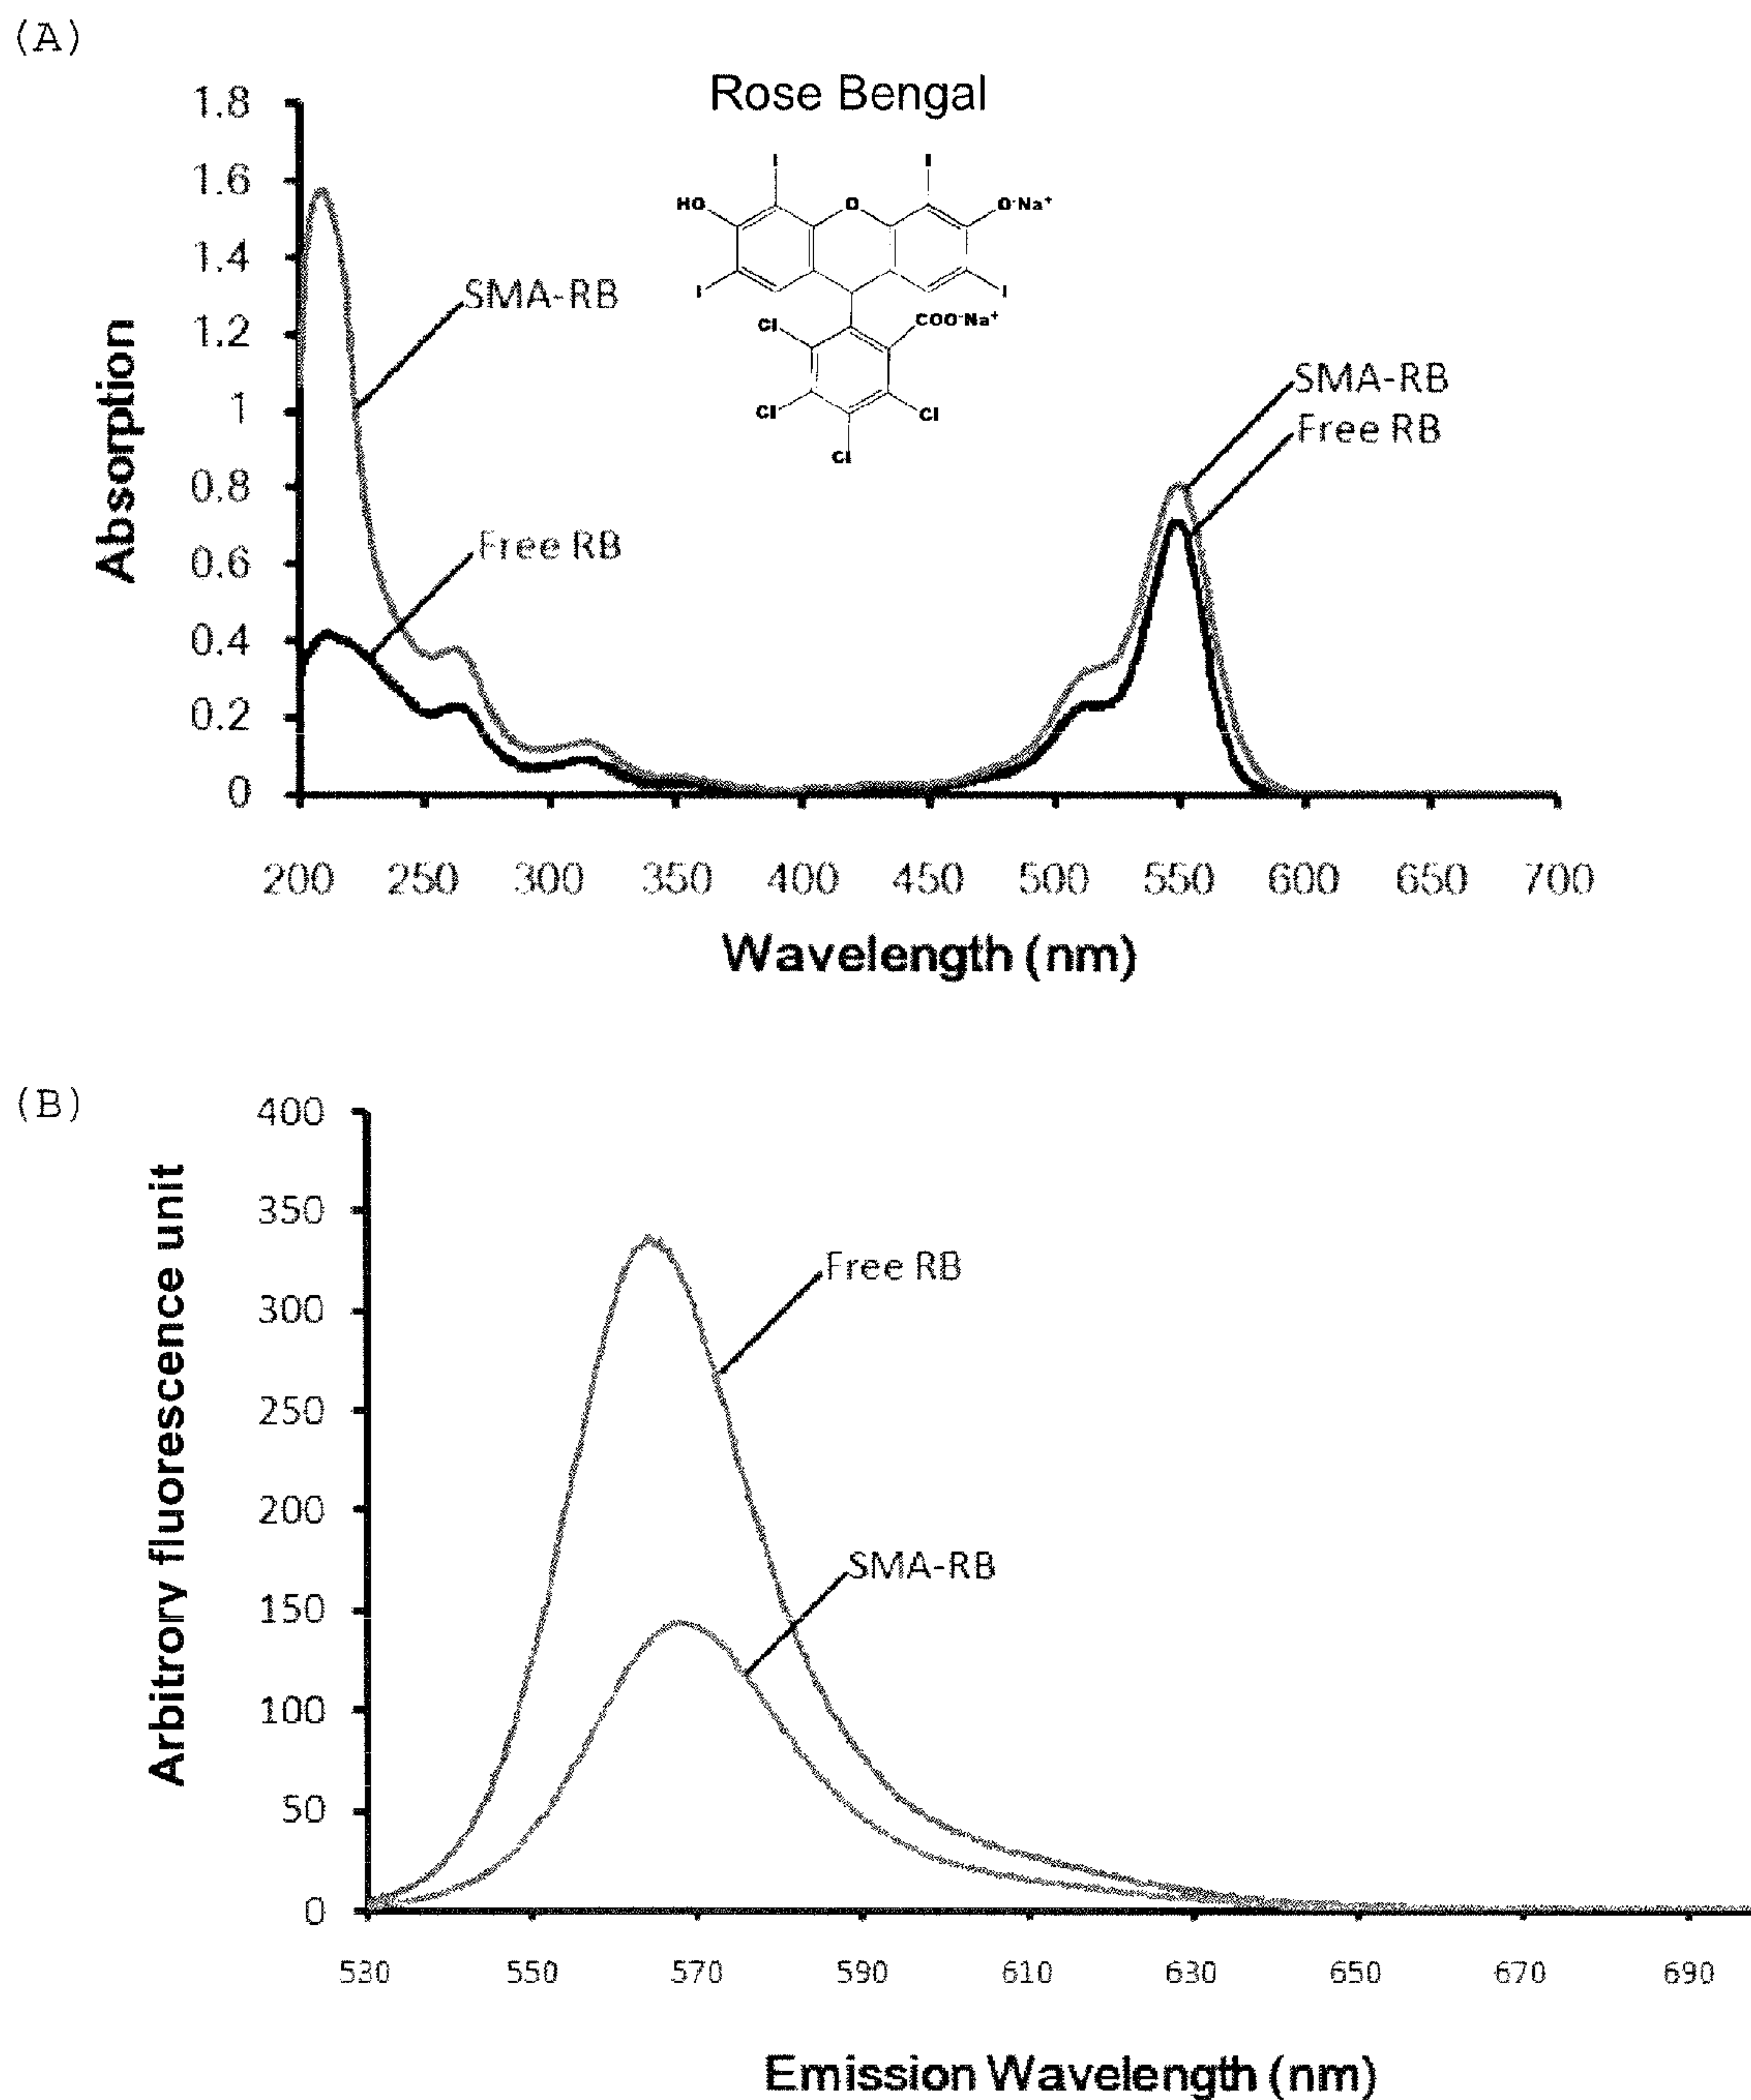 (A)
Rose Bengal
1.8
1.6
1.4
1.2
1
0.8
0.6
0.4
0.2
0
Absorption
I
I
HO
O
O⁻Na⁺
I
I
Cl
COO⁻Na⁺
Cl
Cl
Cl
SMA-RB
Free RB
SMA-RB
Free RB
200 250 300 350 400 450 500 550 600 650 700
Wavelength (nm)
(B)
400
350
300
250
200
150
100
50
0
Arbitrory fluorescence unit
Free RB
SMA-RB
530 550 570 590 610 630 650 670 690
Emission Wavelength (nm)